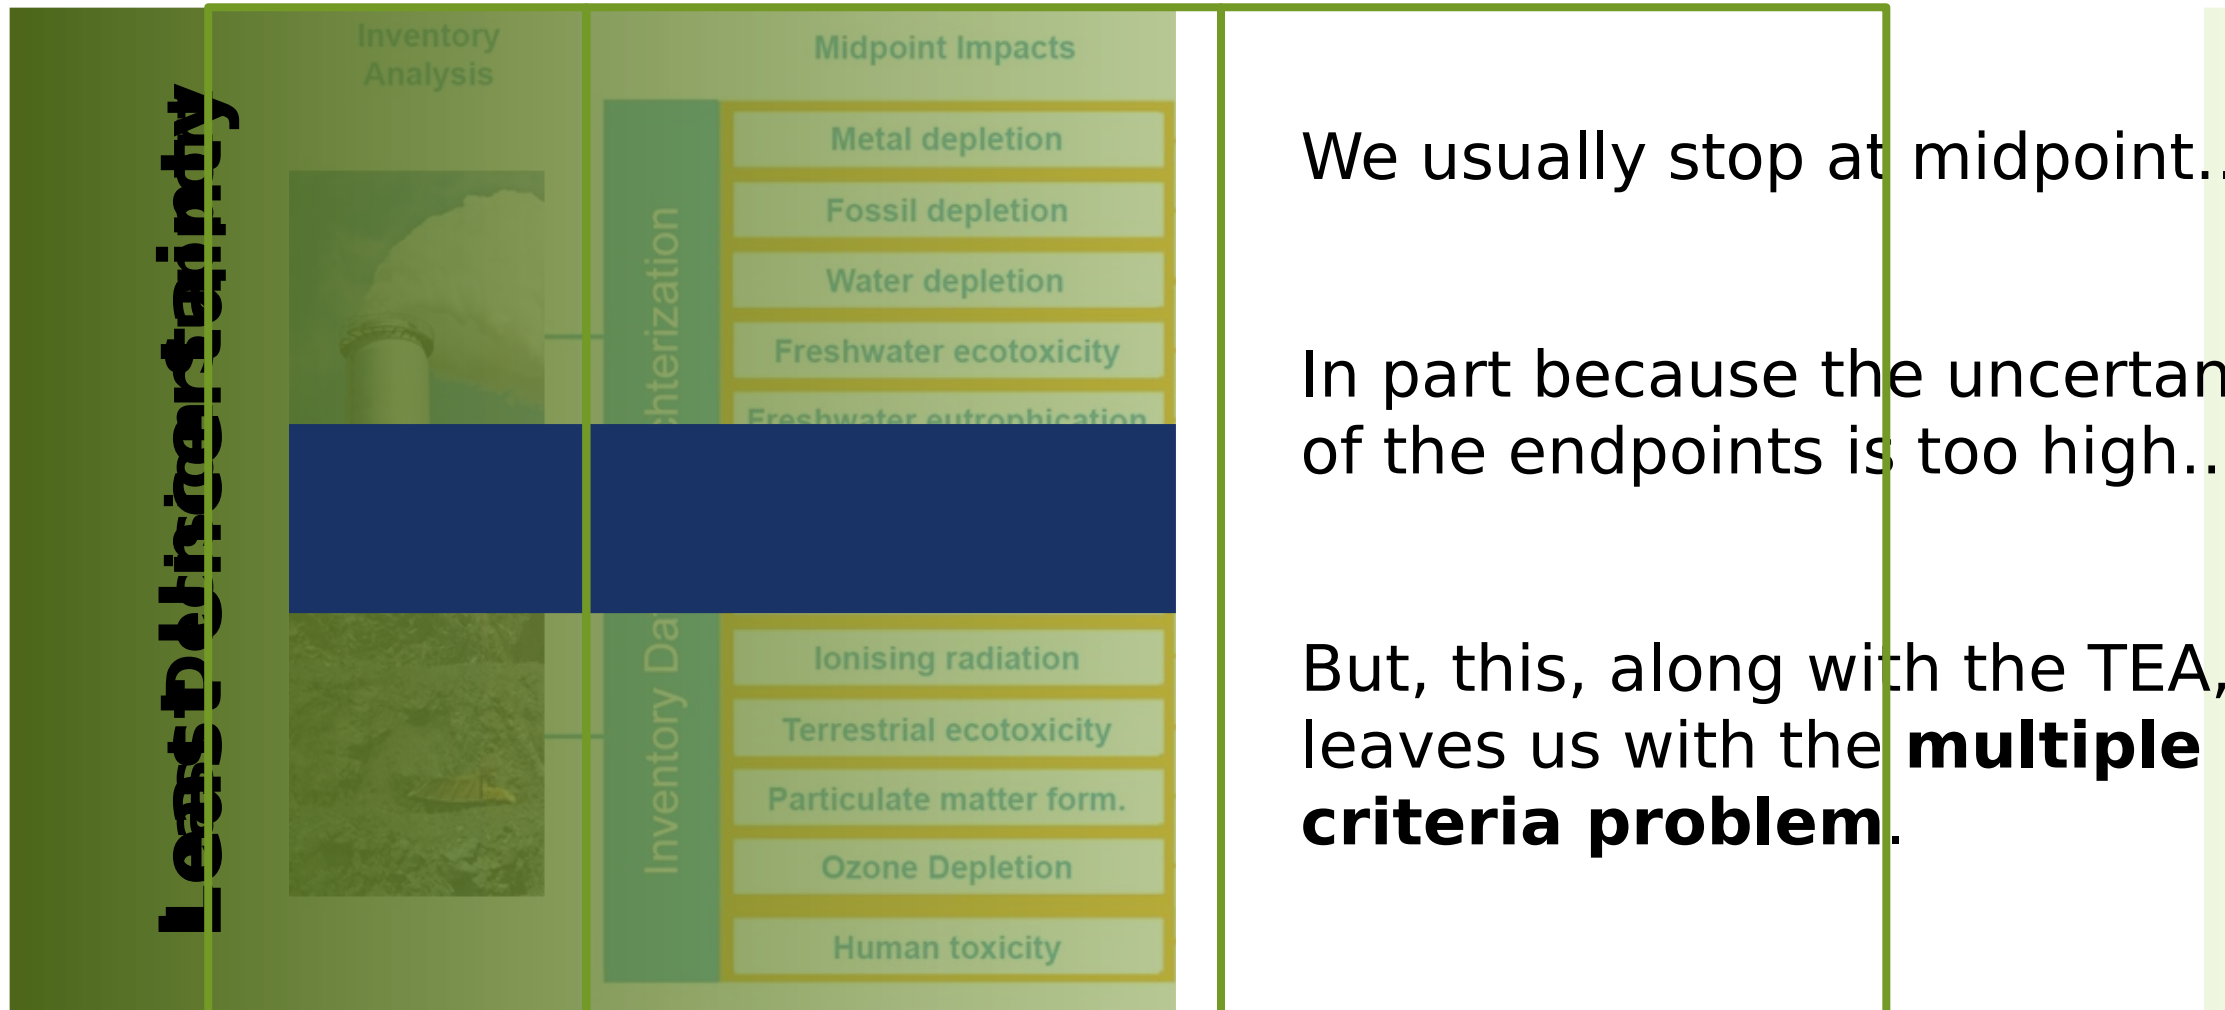 Inventory
Analysis
Midpoint Impacts
Metal depletion
Fossil depletion
Water depletion
Freshwater ecotoxicity
Freshwater eutrophication
Ionising radiation
Terrestrial ecotoxicity
Particulate matter form.
Ozone Depletion
Human toxicity
Inventory
We usually stop at midpoint..
In part because the uncertan
of the endpoints is too high..
But, this, along with the TEA,
leaves us with the multiple
criteria problem.